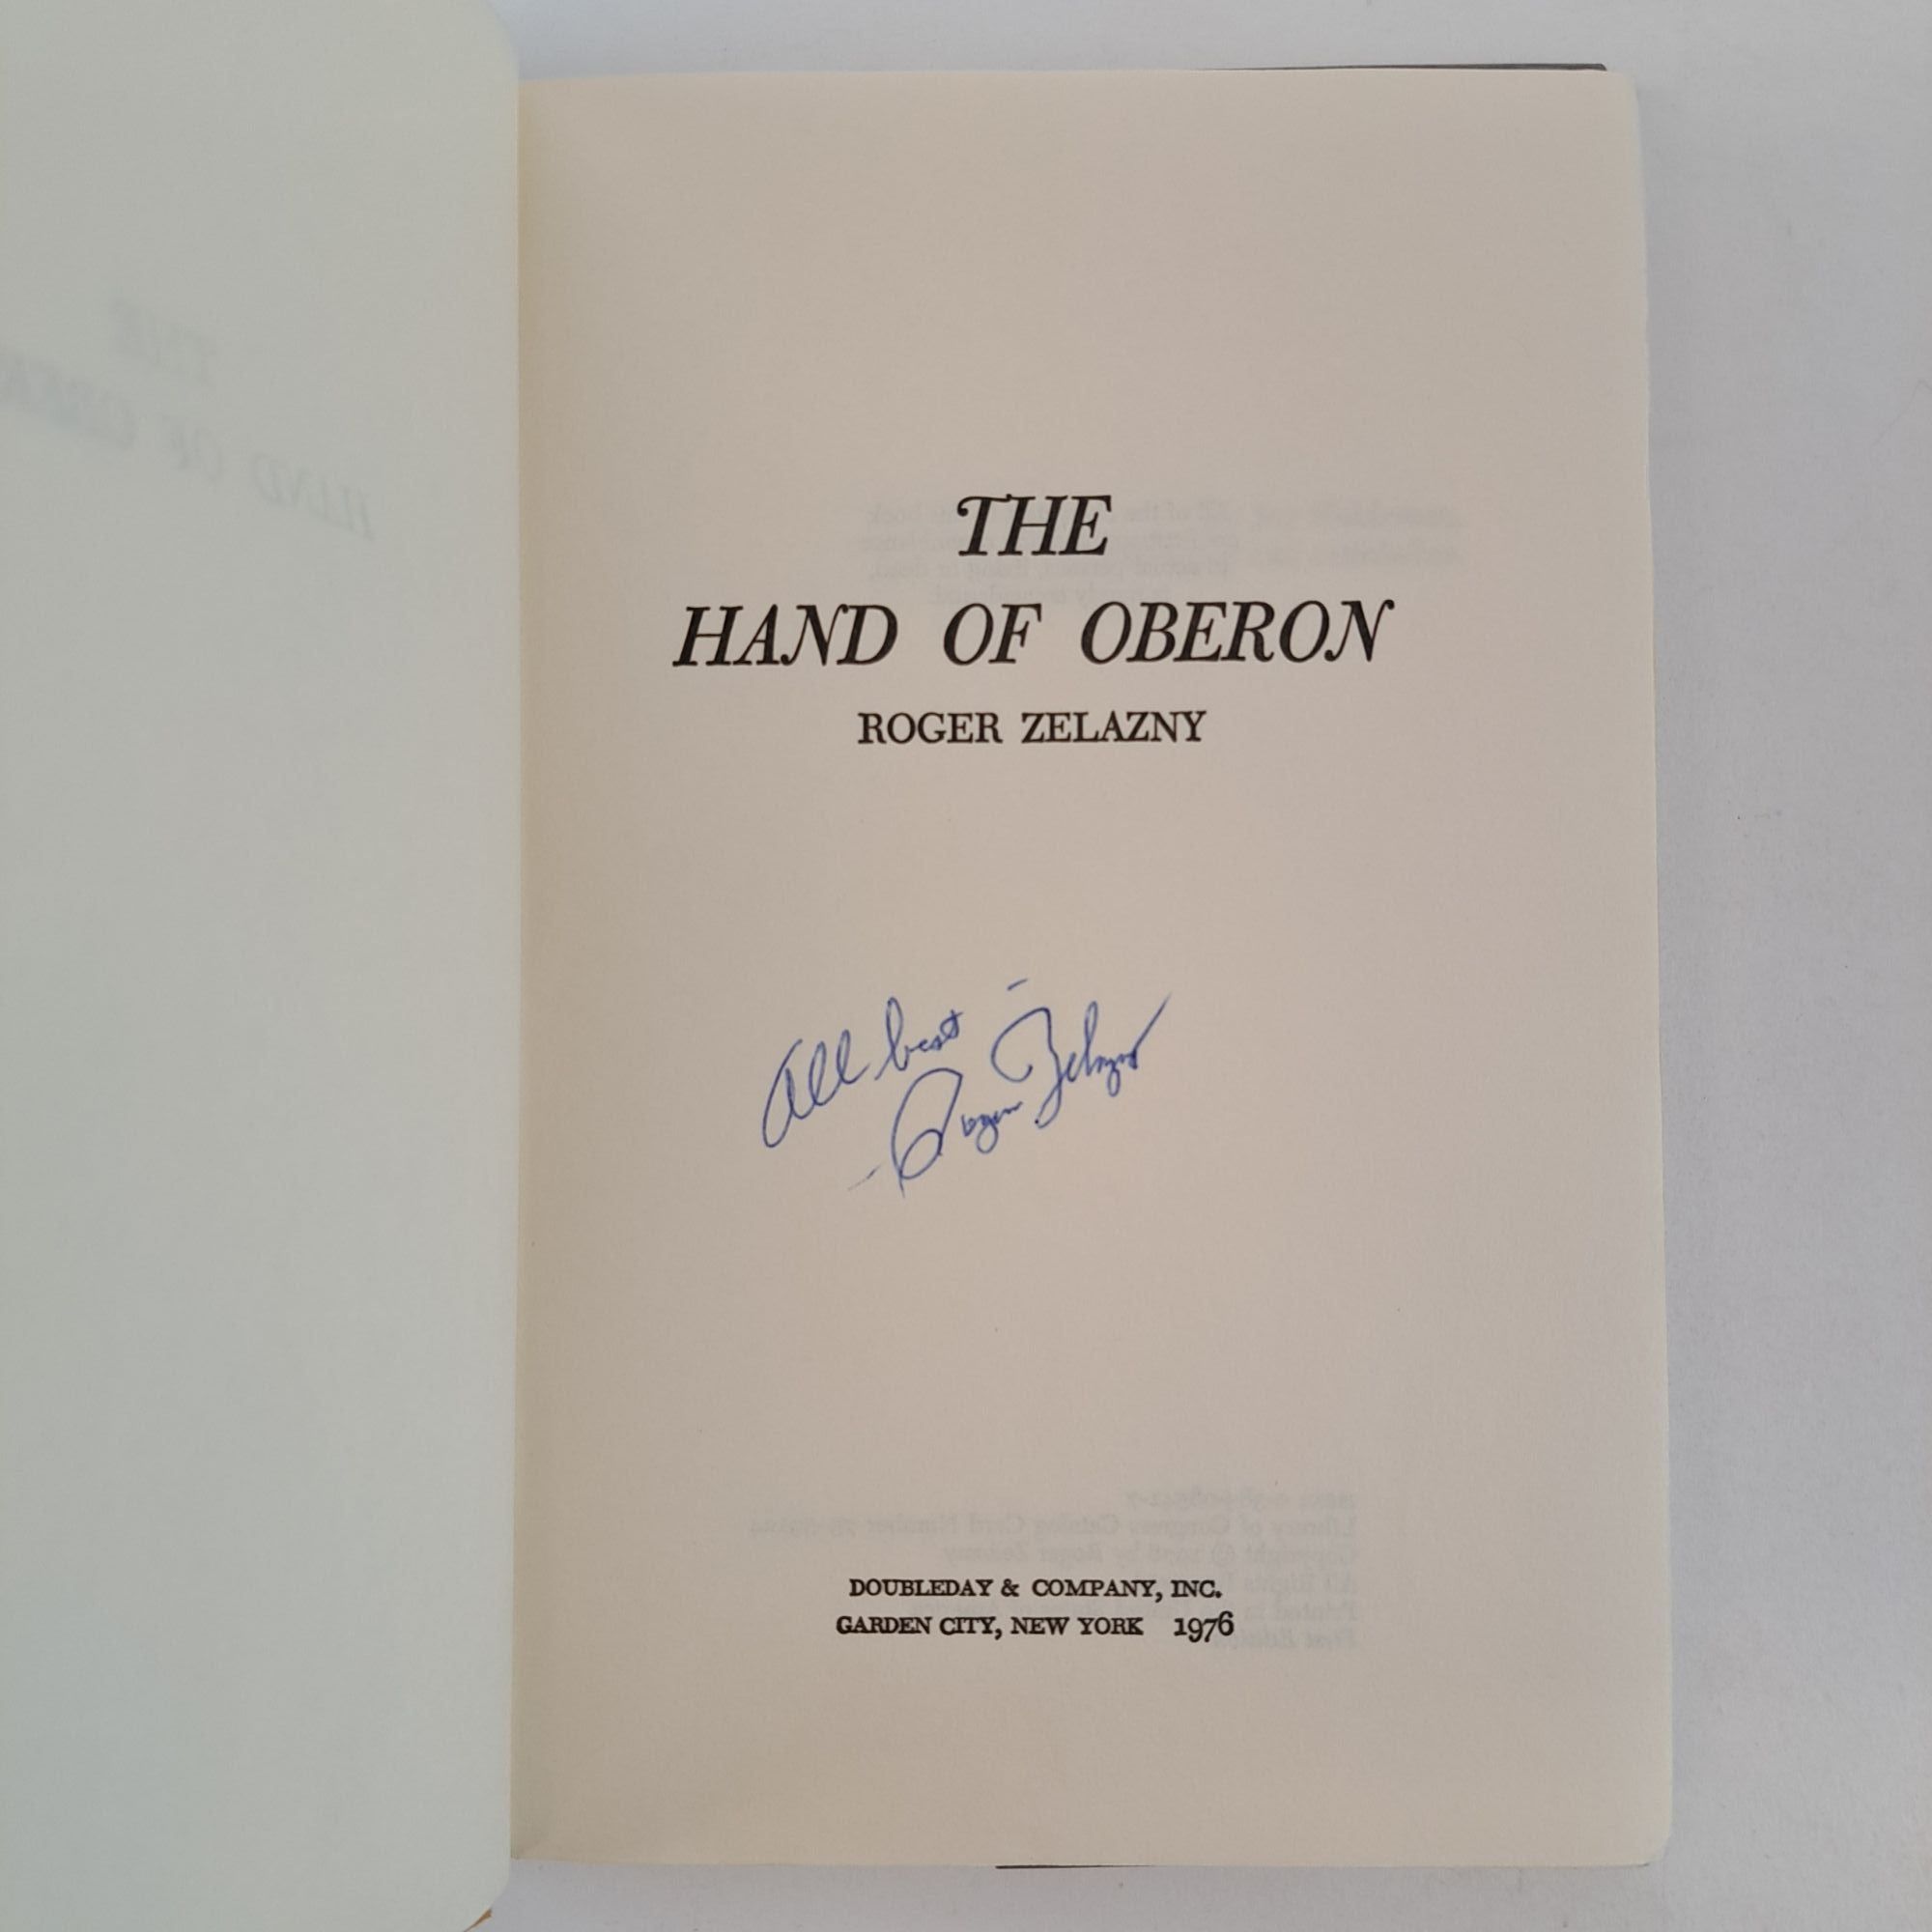 THE
HAND OF OBERON
ROGER ZELAZNY
All best –
Roger Zelazny
DOUBLEDAY & COMPANY, INC.
GARDEN CITY, NEW YORK 1976